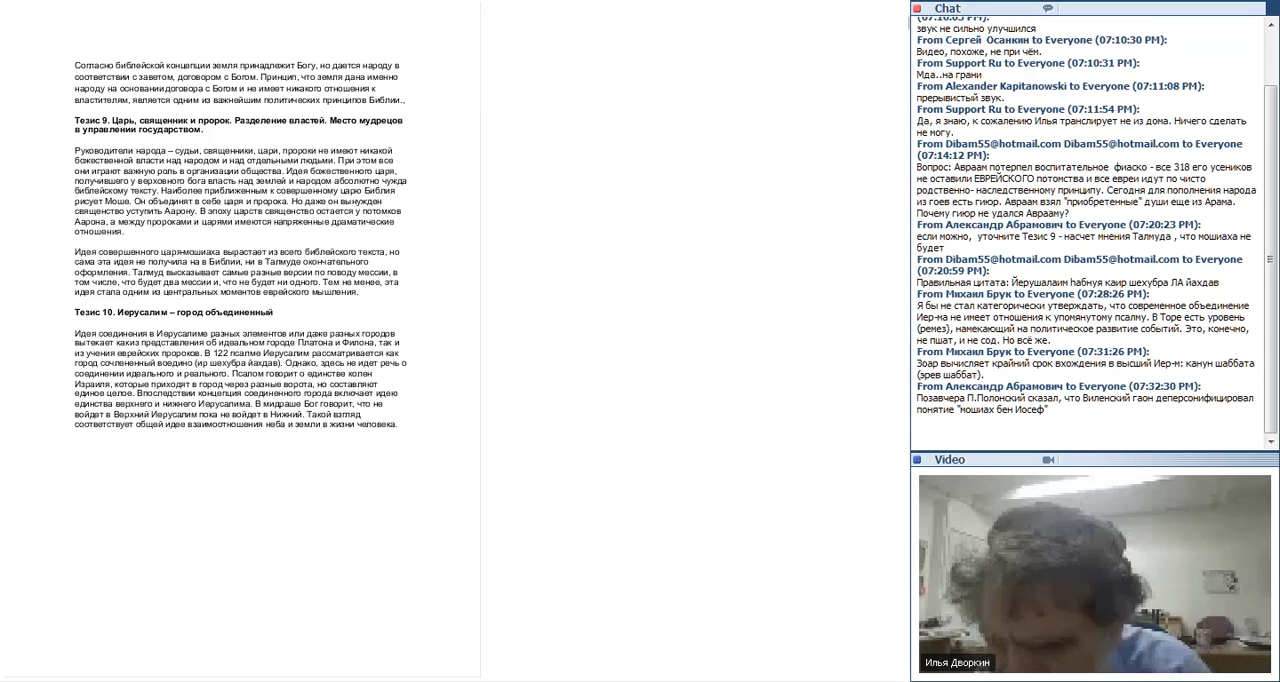 Согласно библейской концепции земля принадлежит Богу, но дается народу в
соответствии с заветом, договором с Богом. Принцип, что земля дана именно
народу на основании договора с Богом и не имеет никакого отношения к
властителям, является одним из важнейшим политических принципов Библии.,
Тезис 9. Царь, священник и пророк. Разделение властей. Место мудрецов
в управлении государством.
Руководители народа – судьи, священники, цари, пророки не имеют никакой
божественной власти над народом и над отдельными людьми. При этом все
они играют важную роль в организации общества. Идея божественного царя,
получившего у верховного бога власть над землей и народом абсолютно чужда
библейскому тексту. Наиболее приближенным к совершенному царю Библия
рисует Моше. Он объединят в себе царя и пророка. Но даже он вынужден
священство уступить Аарону. В эпоху царств священство остается у потомков
Аарона, а между пророками и царями имеются напряженные драматические
отношения.
Идея совершенного царя-мошиаха вырастает из всего библейского текста, но
сама эта идея не получила на в Библии, ни в Талмуде окончательного
оформления. Талмуд высказывает самые разные версии по поводу мессии, в
том числе, что будет два мессии и, что не будет ни одного. Тем не менее, эта
идея стала одним из центральных моментов еврейского мышления.
Тезис 10. Иерусалим – город объединенный
Идея соединения в Иерусалиме разных элементов или даже разных городов
вытекает какиз представления об идеальном городе Платона и Филона, так и
из учения еврейских пророков. В 122 псалме Иерусалим рассматривается как
город сочлененный воедино (ир шехубра йахдав). Однако, здесь не идет речь о
соединении идеального и реального. Псалом говорит о единстве колен
Израиля, которые приходят в город через разные ворота, но составляют
единое целое. Впоследствии концепция соединенного города включает идею
единства верхнего и нижнего Иерусалима. В мидраше Бог говорит, что не
войдет в Верхний Иерусалим пока не войдет в Нижний. Такой взгляд
соответствует общей идее взаимоотношения неба и земли в жизни человека.
Chat
звук не сильно улучшился
From Сергей Осанкин to Everyone (07:10:30 PM):
Видео, похоже, не при чём.
From Support Ru to Everyone (07:10:31 PM):
Мда..на грани
From Alexander Kapitanowski to Everyone (07:11:08 PM):
прерывистый звук.
From Support Ru to Everyone (07:11:54 PM):
Да, я знаю, к сожалению Илья транслирует не из дома. Ничего сделать
не могу.
From Dibam55@hotmail.com Dibam55@hotmail.com to Everyone
(07:14:12 PM):
Вопрос: Авраам потерпел воспитательное фиаско - все 318 его усеников
не оставили ЕВРЕЙСКОГО потомства и все евреи идут по чисто
родственно- наследственному принципу. Сегодня для пополнения народа
из гоев есть гиюр. Авраам взял "приобретенные" души еще из Арама.
Почему гиюр не удался Аврааму?
From Александр Абрамович to Everyone (07:20:23 PM):
если можно, уточните Тезис 9 - насчет мнения Талмуда , что мошиаха не
будет
From Dibam55@hotmail.com Dibam55@hotmail.com to Everyone
(07:20:59 PM):
Правильная цитата: Йерушалаим hабнуя каир шехубра ЛА йахдав
From Михаил Брук to Everyone (07:28:26 PM):
Я бы не стал категорически утверждать, что современное объединение
Иер-ма не имеет отношения к упомянутому псалму. В Торе есть уровень
(ремез), намекающий на политическое развитие событий. Это, конечно,
не пшат, и не сод. Но всё же.
From Михаил Брук to Everyone (07:31:26 PM):
Зоар вычисляет крайний срок вхождения в высший Иер-м: канун шаббата
(эрев шаббат).
From Александр Абрамович to Everyone (07:32:30 PM):
Позавчера П.Полонский сказал, что Виленский гаон деперсонифицировал
понятие "мошиах бен Иосеф"
Video
Илья Дворкин